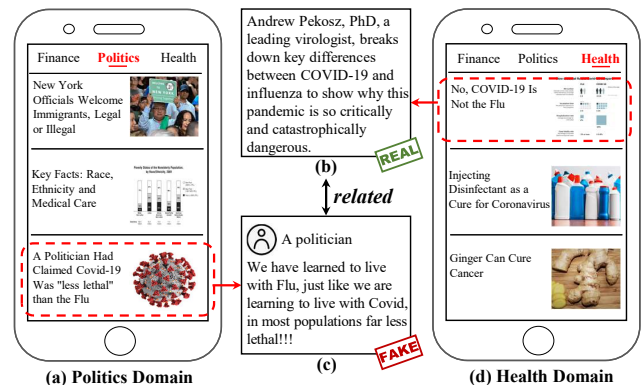 Finance Politics Health
New York
Officials Welcome
Immigrants, Legal
or Illegal
Key Facts: Race,
Ethnicity and
Medical Care
A Politician Had
Claimed Covid-19
Was "less lethal"
than the Flu
(a) Politics Domain
Andrew Pekosz, PhD, a
leading virologist, breaks
down key differences
between COVID-19 and
influenza to show why this
pandemic is so critically
and catastrophically
dangerous.
REAL
(b)
related
A politician
We have learned to live
with Flu, just like we are
learning to live with Covid,
in most populations far less
lethal!!!
FAKE
(c)
Finance Politics Health
No, COVID-19 Is
Not the Flu
Injecting
Disinfectant as a
Cure for Coronavirus
Ginger Can Cure
Cancer
(d) Health Domain